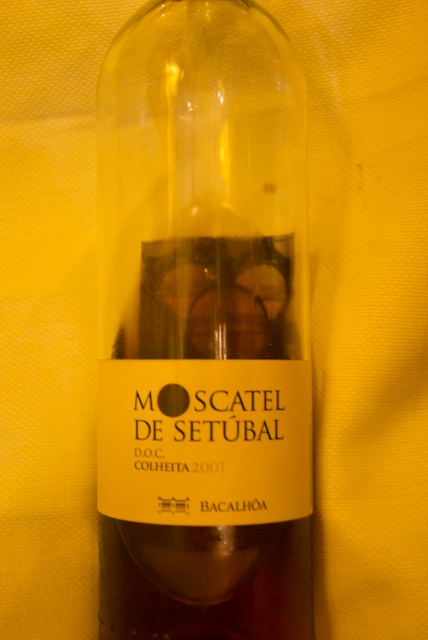 MOSCATEL
DE SETÚBAL
D.O.C.
COLHEITA 2001
BACALHÔA